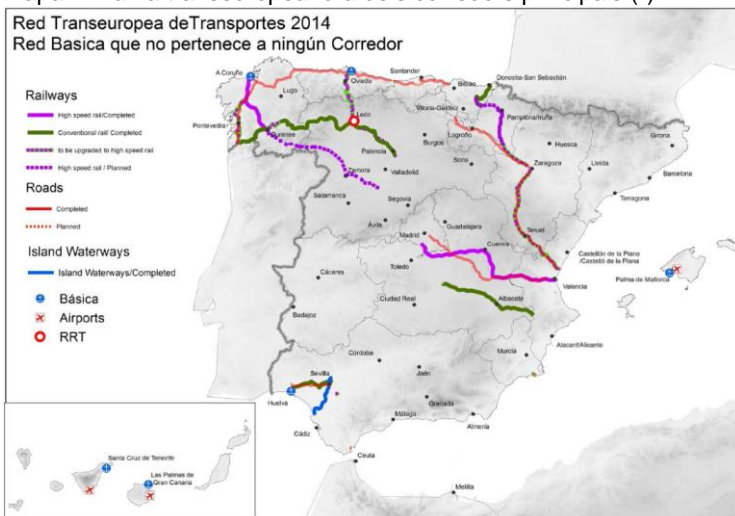 Red Transeuropea deTransportes 2014
Red Basica que no pertenece a ningún Corredor
Railways
High speed rail/Completed
Conventional rail/ Completed
to be upgraded to high speed rail
High speed rail / Planned
Roads
Completed
Planned
Island Waterways
Island Waterways/Completed
Básica
Airports
RRT
A Coruña
Lugo
Oviedo
Santander
Bilbao
Donostia-San Sebastián
Vitoria-Gasteiz
Pamplona/Iruña
Pontevedra
Ourense
León
Palencia
Burgos
Logroño
Huesca
Girona
Zamora
Valladolid
Soria
Zaragoza
Lleida
Barcelona
Tarragona
Salamanca
Segovia
Ávila
Guadalajara
Madrid
Teruel
Cuenca
Toledo
Castellón de la Plana
/Castelló de la Plana
Palma de Mallorca
Valencia
Cáceres
Ciudad Real
Albacete
Badajoz
Alacant/Alicante
Murcia
Córdoba
Jaén
Sevilla
Huelva
Granada
Málaga
Almería
Cádiz
Ceuta
Melilla
Santa Cruz de Tenerife
Las Palmas de
Gran Canaria